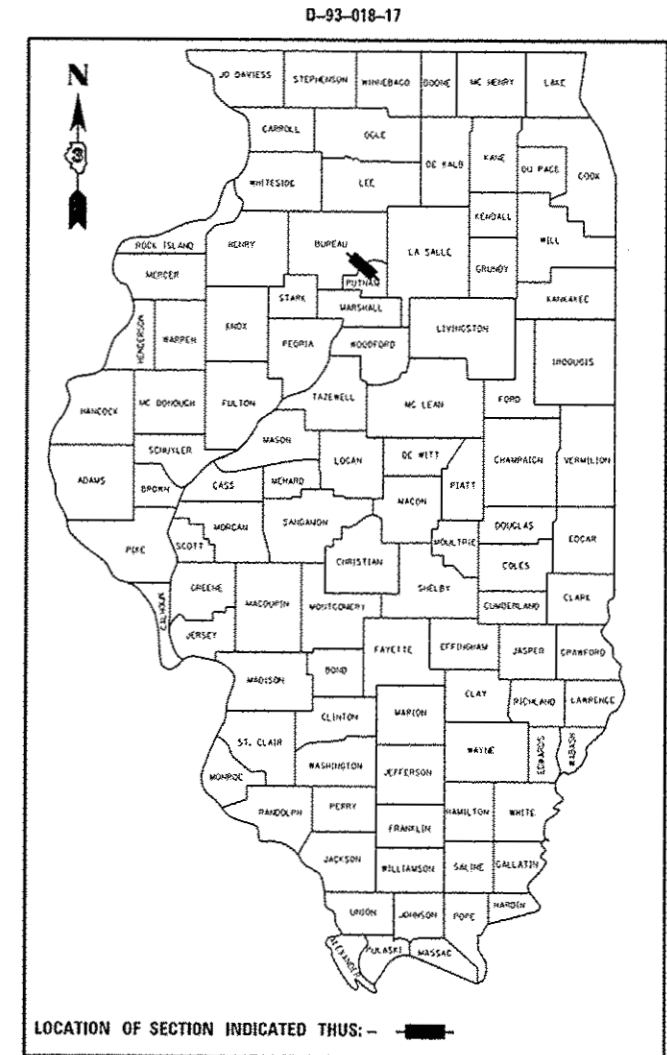 D-93-018-17
N
JO DAVIESS STEPHENSON WINNEBAGO BOONE MC HENRY LAKE
CARROLL OGLE
DE KALB KANE DU PAGE COOK
WHITESIDE LEE
KENDALL
ROCK ISLAND HENRY BUREAU LA SALLE WILL
GRUNDY
MERCER PUTNAM
STARK MARSHALL KANKAKEE
HENDERSON WARREN KNOX LIVINGSTON
PEORIA WOODFORD IROQUOIS
TAZEWELL FORD
HANCOCK MC DONOUGH FULTON MC LEAN
MASON
SCHUYLER LOGAN DE WITT CHAMPAIGN VERMILION
ADAMS BROWN CASS MENARD PIATT
MACON
MORGAN SANGAMON DOUGLAS
PIKE SCOTT MOULTRIE EDGAR
CHRISTIAN COLES
GREENE SHELBY
CALHOUN MACOUPIN MONTGOMERY CUMBERLAND CLARK
JERSEY
FAYETTE EFFINGHAM JASPER CRAWFORD
MADISON BOND
CLAY
RICHLAND LAWRENCE
CLINTON MARION
ST. CLAIR WAYNE EDWARDS WABASH
WASHINGTON JEFFERSON
MONROE
RANDOLPH PERRY HAMILTON WHITE
FRANKLIN
JACKSON WILLIAMSON SALINE GALLATIN
UNION JOHNSON POPE HARDIN
ALEXANDER PULASKI MASSAC
LOCATION OF SECTION INDICATED THUS: -